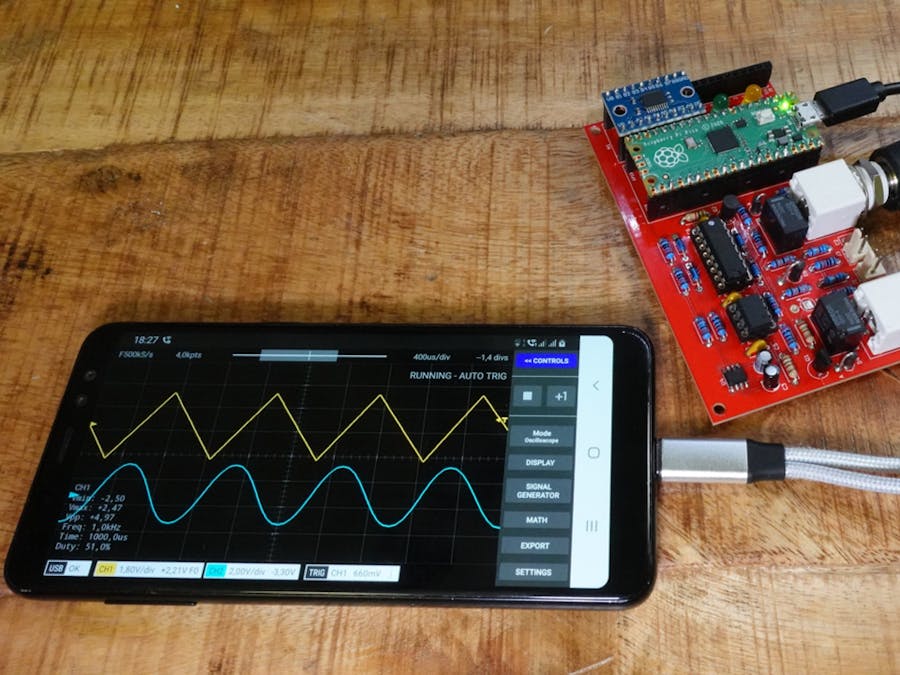 18:27
F500kS/s 4,0kpts 400us/div -1,4 divs
RUNNING - AUTO TRIG
<< CONTROLS
+1
Mode
Oscilloscope
DISPLAY
SIGNAL
GENERATOR
MATH
EXPORT
SETTINGS
CH1
Vmin: -2,50
Vmax: +2,47
Vpp: +4,97
Freq: 1,0kHz
Time: 1000,0us
Duty: 51,0%
USB OK CH1 1,80V/div +2,21V F0 CH2 2,00V/div -3,30V TRIG CH1 660mV
Raspberry Pi Pico